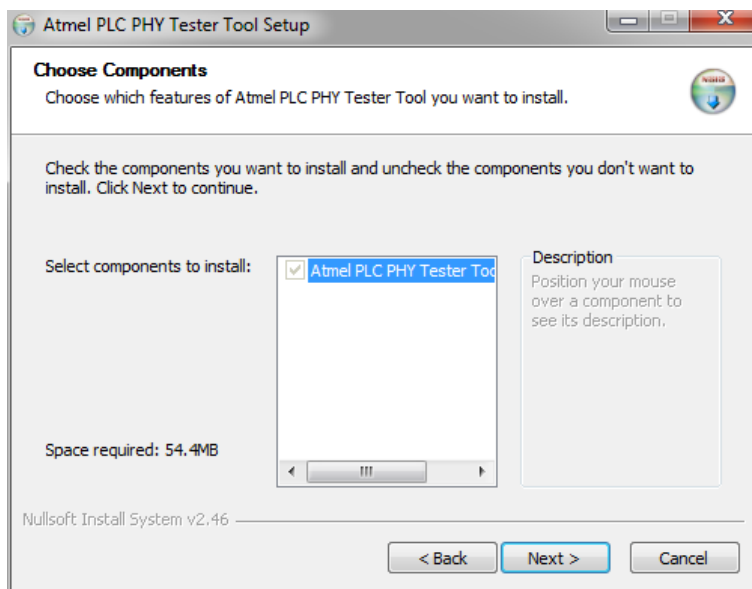 Atmel PLC PHY Tester Tool Setup
Choose Components
Choose which features of Atmel PLC PHY Tester Tool you want to install.
Check the components you want to install and uncheck the components you don't want to
install. Click Next to continue.
Select components to install:
Atmel PLC PHY Tester Too
Description
Position your mouse
over a component to
see its description.
Space required: 54.4MB
Nullsoft Install System v2.46
< Back
Next >
Cancel